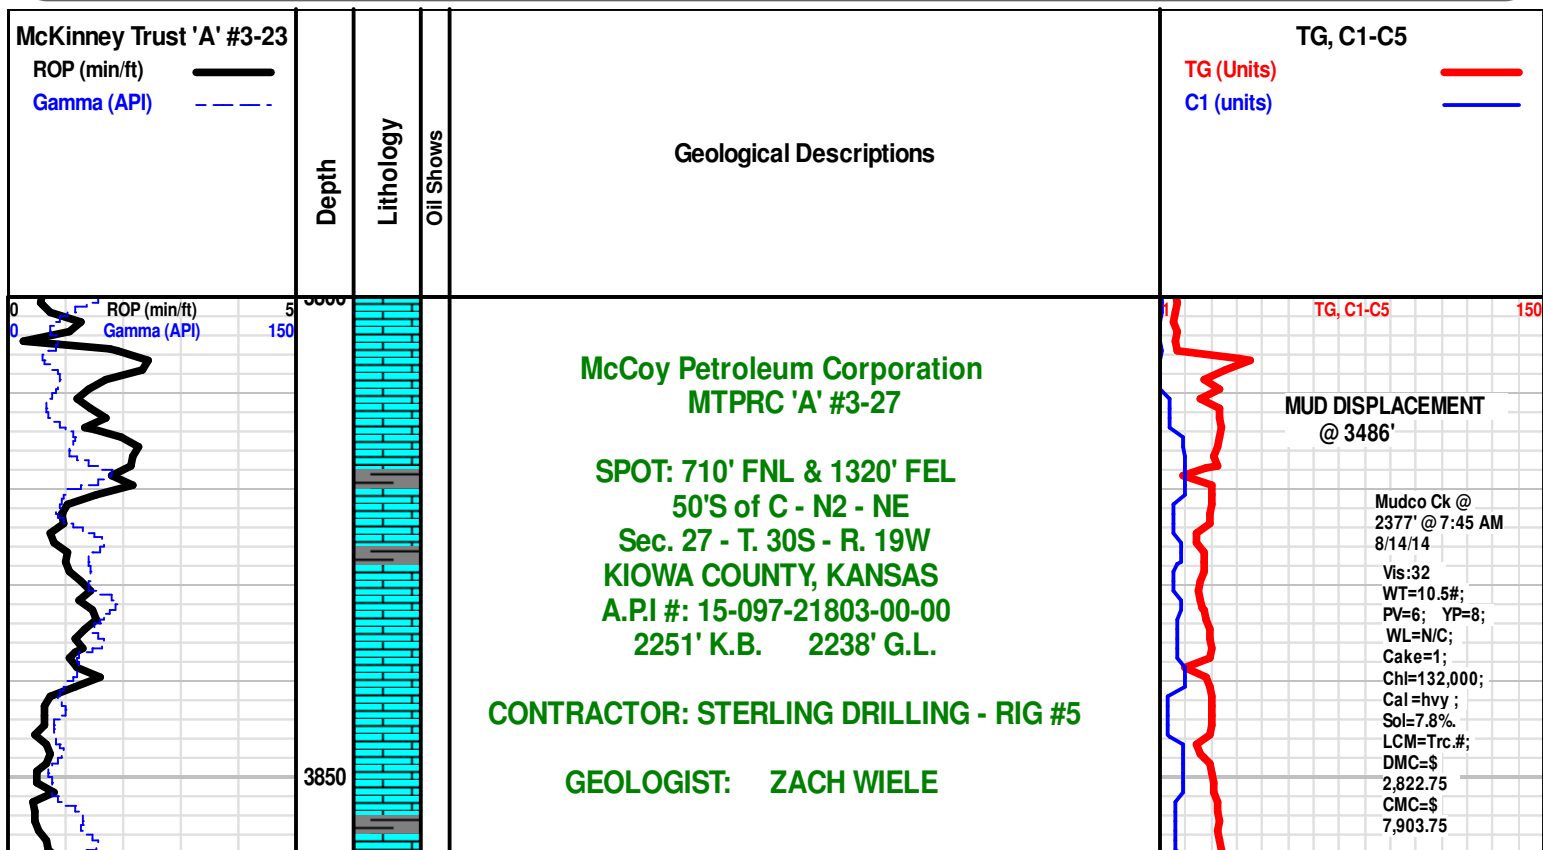 McKinney Trust 'A' #3-23
ROP (min/ft)
Gamma (API)
Depth
Lithology
Oil Shows
Geological Descriptions
TG, C1-C5
TG (Units)
C1 (units)
0 ROP (min/ft) 5
0 Gamma (API) 150
3800
3850
McCoy Petroleum Corporation
MTPRC 'A' #3-27
SPOT: 710' FNL & 1320' FEL
50'S of C - N2 - NE
Sec. 27 - T. 30S - R. 19W
KIOWA COUNTY, KANSAS
A.P.I #: 15-097-21803-00-00
2251' K.B. 2238' G.L.
CONTRACTOR: STERLING DRILLING - RIG #5
GEOLOGIST: ZACH WIELE
1 TG, C1-C5 150
MUD DISPLACEMENT
@ 3486'
Mudco Ck @
2377' @ 7:45 AM
8/14/14
Vis:32
WT=10.5#;
PV=6; YP=8;
WL=N/C;
Cake=1;
Chl=132,000;
Cal =hvy ;
Sol=7.8%.
LCM=Trc.#;
DMC=$
2,822.75
CMC=$
7,903.75